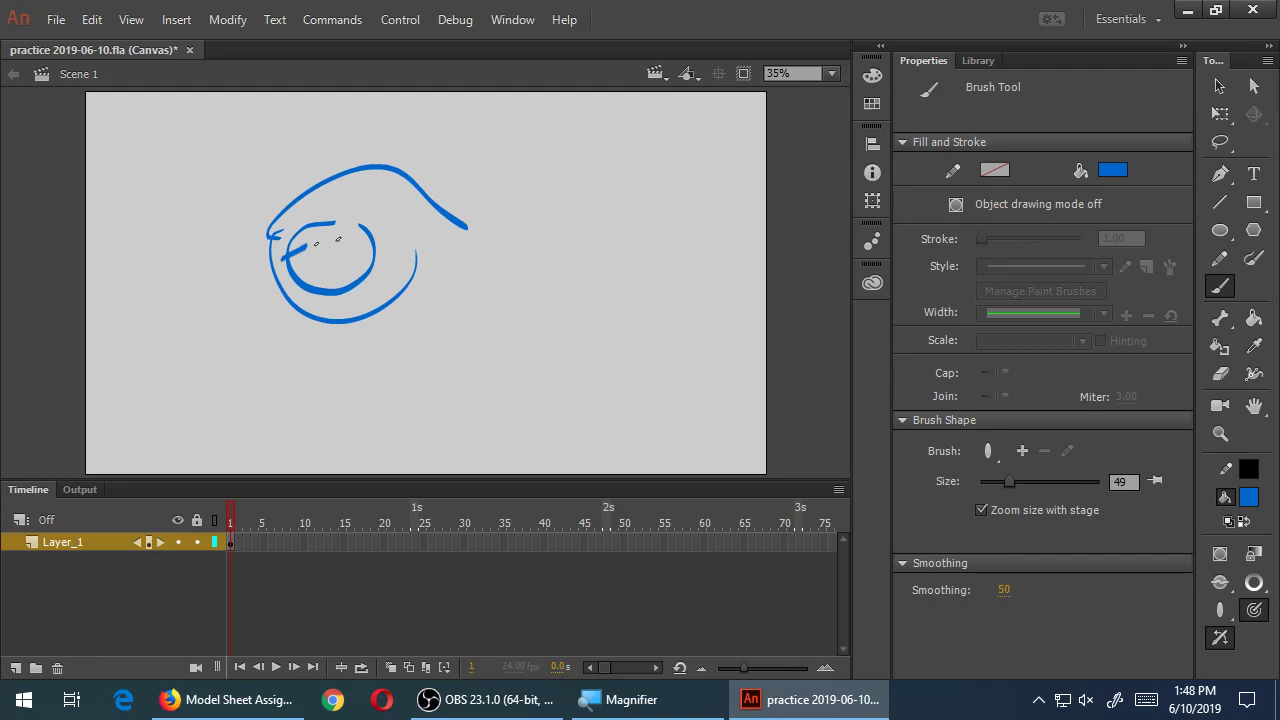 An File Edit View Insert Modify Text Commands Control Debug Window Help Essentials
practice 2019-06-10.fla (Canvas)* ×
Scene 1 35%
Properties Library To...
Brush Tool
Fill and Stroke
Object drawing mode off
Stroke: 1.00
Style:
Manage Paint Brushes
Width:
Scale: Hinting
Cap:
Join: Miter: 3.00
Brush Shape
Brush:
Size: 49
Zoom size with stage
Smoothing
Smoothing: 50
Timeline Output
1s 2s 3s
Off 1 5 10 15 20 25 30 35 40 45 50 55 60 65 70 75
Layer_1
1 24.00 fps 0.0 s
Model Sheet Assig... OBS 23.1.0 (64-bit, ... Magnifier An practice 2019-06-10... 1:48 PM
6/10/2019